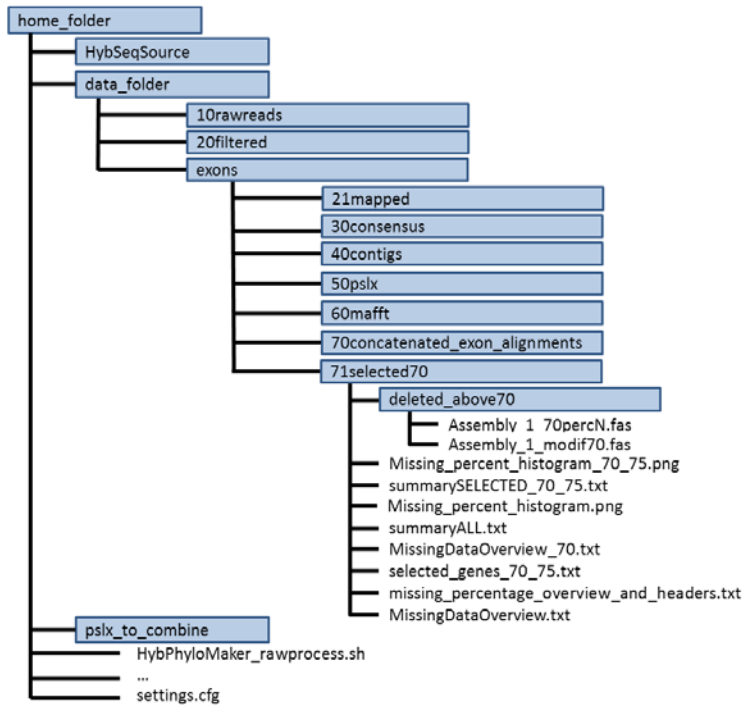 home_folder
HybSeqSource
data_folder
10rawreads
20filtered
exons
21mapped
30consensus
40contigs
50pslx
60mafft
70concatenated_exon_alignments
71selected70
deleted_above70
Assembly_1_70percN.fas
Assembly_1_modif70.fas
Missing_percent_histogram_70_75.png
summarySELECTED_70_75.txt
Missing_percent_histogram.png
summaryALL.txt
MissingDataOverview_70.txt
selected_genes_70_75.txt
missing_percentage_overview_and_headers.txt
MissingDataOverview.txt
pslx_to_combine
HybPhyloMaker_rawprocess.sh
...
settings.cfg